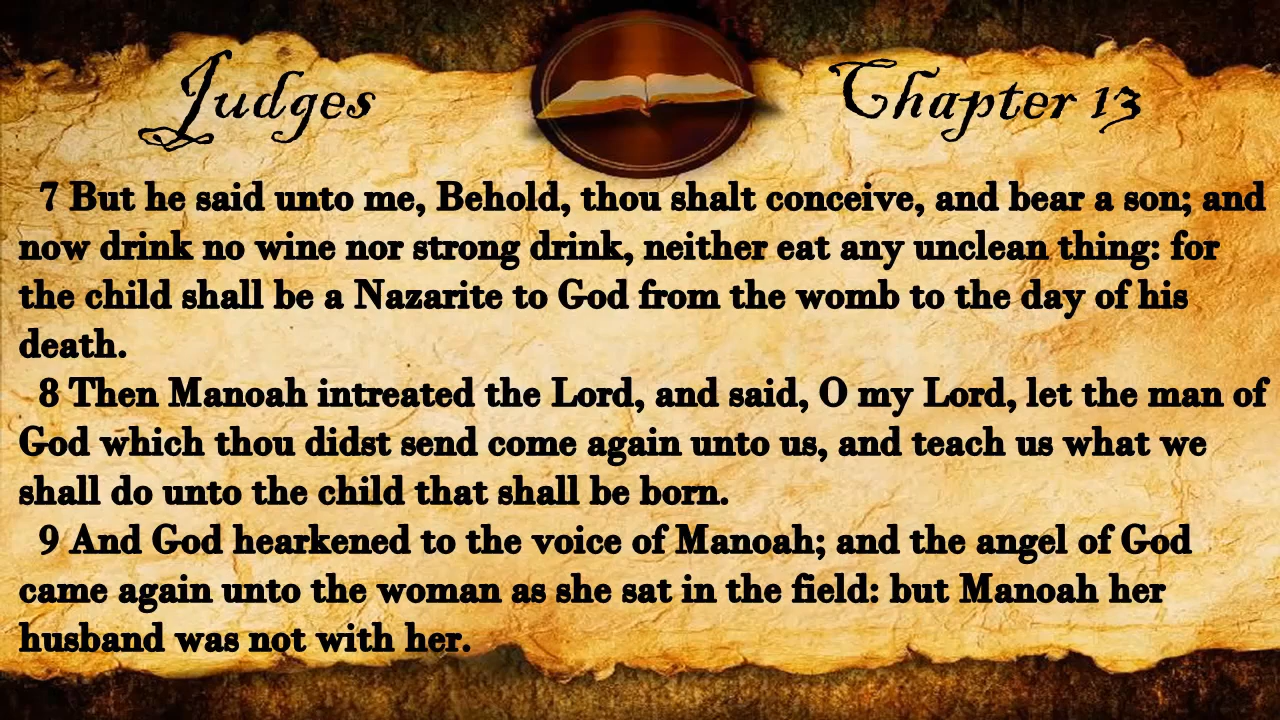 Judges
Chapter 13
7 But he said unto me, Behold, thou shalt conceive, and bear a son; and
now drink no wine nor strong drink, neither eat any unclean thing: for
the child shall be a Nazarite to God from the womb to the day of his
death.
8 Then Manoah intreated the Lord, and said, O my Lord, let the man of
God which thou didst send come again unto us, and teach us what we
shall do unto the child that shall be born.
9 And God hearkened to the voice of Manoah; and the angel of God
came again unto the woman as she sat in the field: but Manoah her
husband was not with her.